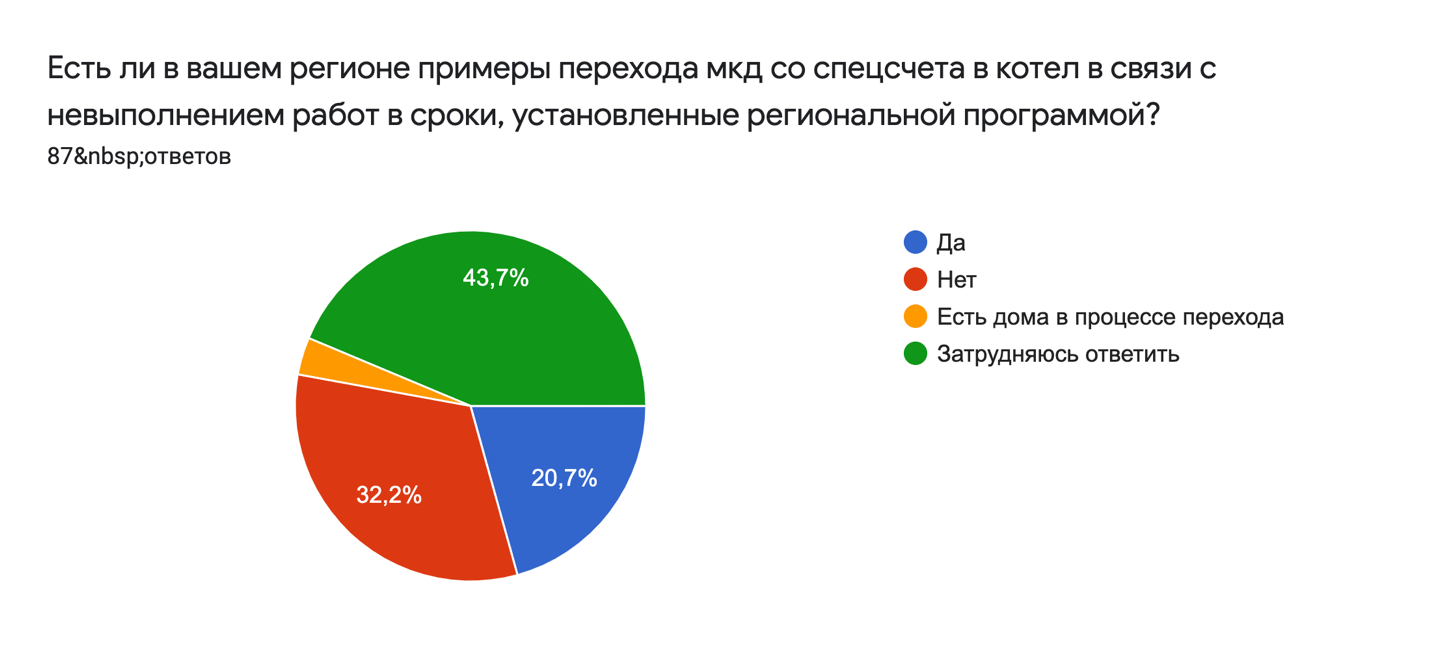 Есть ли в вашем регионе примеры перехода мкд со спецсчета в котел в связи с
невыполнением работ в сроки, установленные региональной программой?
87&nbsp;ответов
43,7%
20,7%
32,2%
Да
Нет
Есть дома в процессе перехода
Затрудняюсь ответить